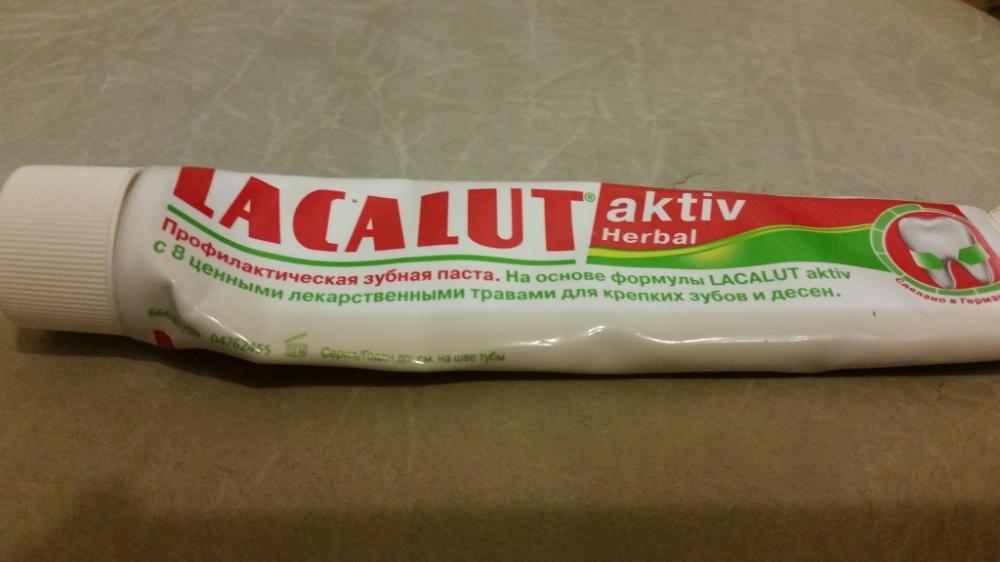 LACALUT®
aktiv
Herbal
Профилактическая зубная паста. На основе формулы LACALUT aktiv
с 8 ценными лекарственными травами для крепких зубов и десен.
Сделано в
04762455
Серия/Годен до: см. на шве тубы